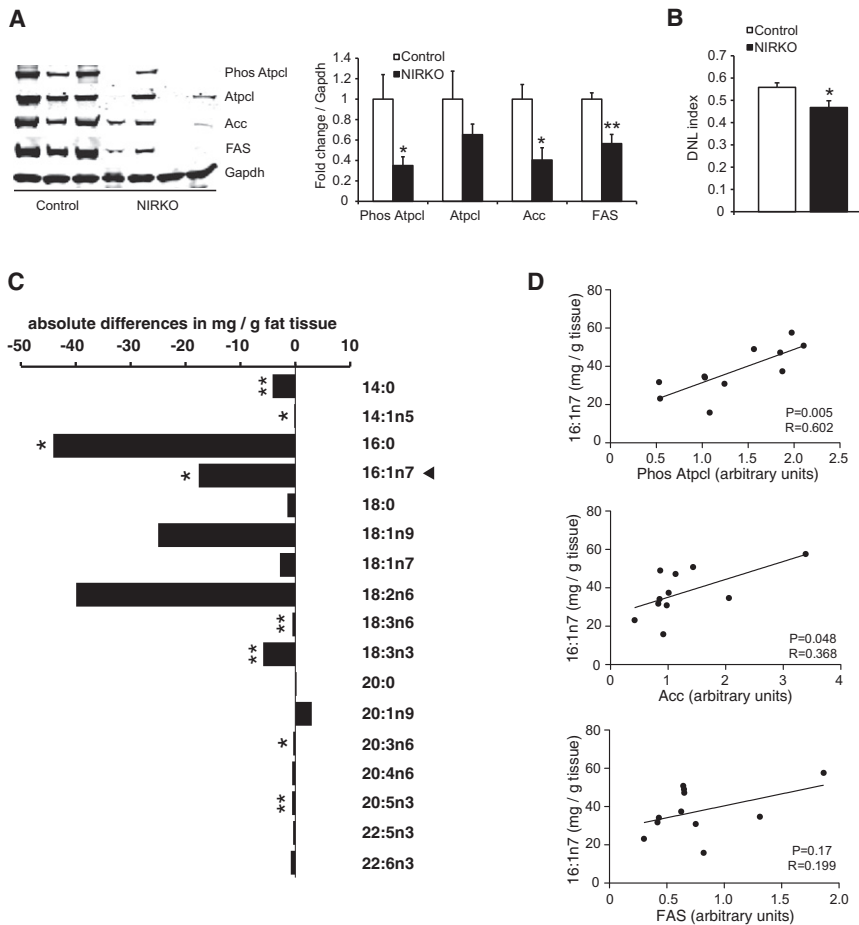 A
Phos Atpcl
Atpcl
Acc
FAS
Gapdh
Control NIRKO
Fold change / Gapdh
1.4
1.2
1
0.8
0.6
0.4
0.2
0
Control
NIRKO
*
*
**
Phos Atpcl Atpcl Acc FAS
B
DNL index
0.7
0.6
0.5
0.4
0.3
0.2
0.1
0
Control
NIRKO
*
C
absolute differences in mg / g fat tissue
-50 -40 -30 -20 -10 0 10
** 14:0
* 14:1n5
* 16:0
* 16:1n7
18:0
18:1n9
18:1n7
18:2n6
** 18:3n6
** 18:3n3
20:0
20:1n9
* 20:3n6
20:4n6
** 20:5n3
22:5n3
22:6n3
D
16:1n7 (mg / g tissue)
80
60
40
20
0
P=0.005
R=0.602
0 0.5 1.0 1.5 2.0 2.5
Phos Atpcl (arbitrary units)
16:1n7 (mg / g tissue)
80
60
40
20
0
P=0.048
R=0.368
0 1 2 3 4
Acc (arbitrary units)
16:1n7 (mg / g tissue)
80
60
40
20
0
P=0.17
R=0.199
0 0.5 1.0 1.5 2.0
FAS (arbitrary units)